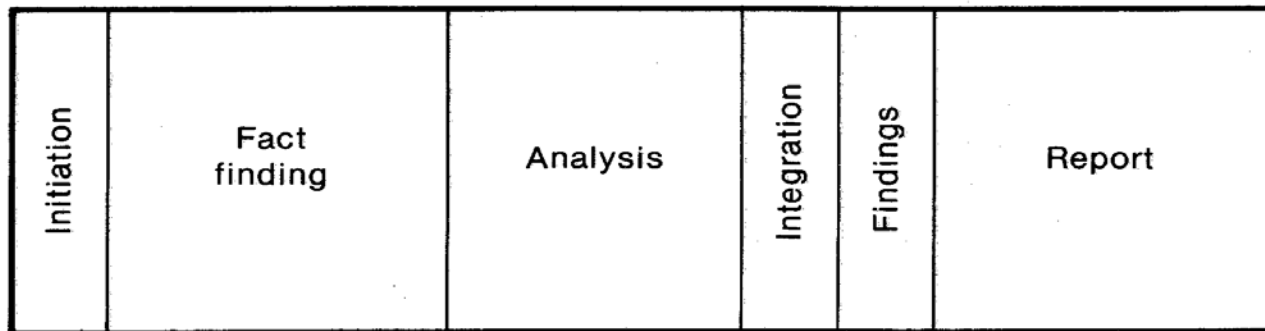 Initiation
Fact
finding
Analysis
Integration
Findings
Report